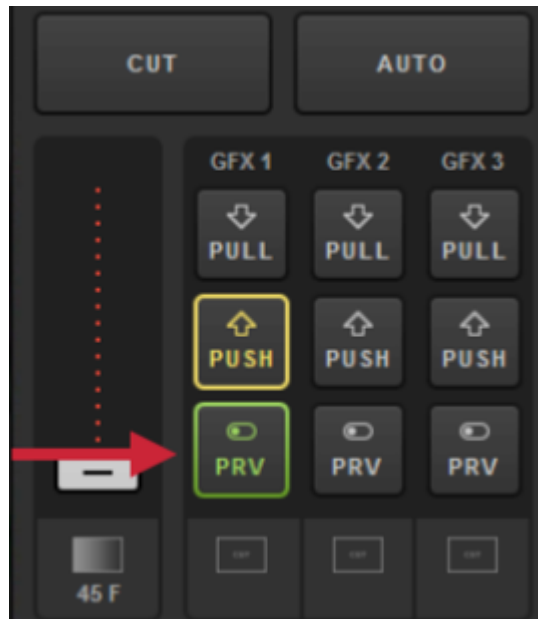 CUT AUTO
GFX 1 GFX 2 GFX 3
PULL PULL PULL
PUSH PUSH PUSH
PRV PRV PRV
45 F